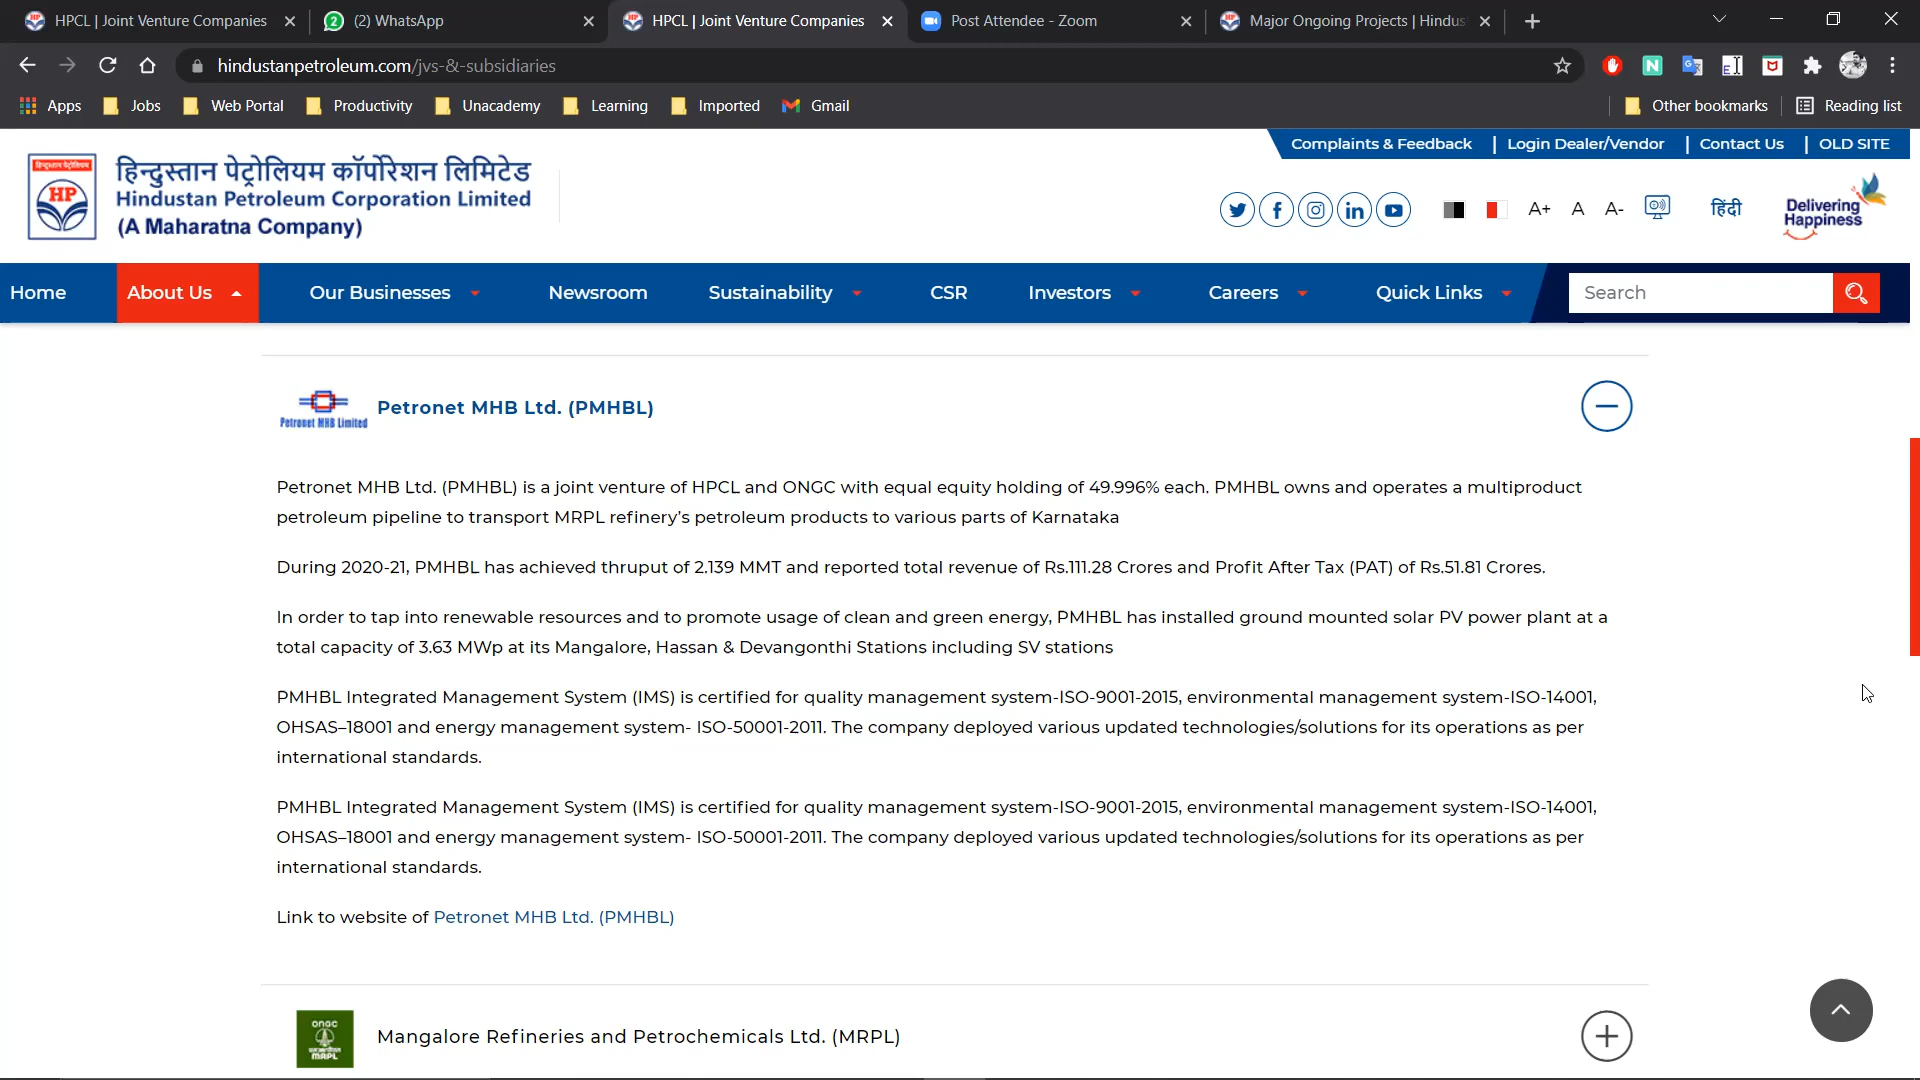 HPCL | Joint Venture Companies
(2) WhatsApp
HPCL | Joint Venture Companies
Post Attendee - Zoom
Major Ongoing Projects | Hindus
hindustanpetroleum.com/jvs-&-subsidiaries
Apps
Jobs
Web Portal
Productivity
Unacademy
Learning
Imported
Gmail
Other bookmarks
Reading list
Complaints & Feedback | Login Dealer/Vendor | Contact Us | OLD SITE
हिन्दुस्तान पेट्रोलियम
HP
हिन्दुस्तान पेट्रोलियम कॉर्पोरेशन लिमिटेड
Hindustan Petroleum Corporation Limited
(A Maharatna Company)
A+ A A-
हिंदी
Delivering
Happiness
Home
About Us
Our Businesses
Newsroom
Sustainability
CSR
Investors
Careers
Quick Links
Search
Petronet MHB Limited
Petronet MHB Ltd. (PMHBL)
Petronet MHB Ltd. (PMHBL) is a joint venture of HPCL and ONGC with equal equity holding of 49.996% each. PMHBL owns and operates a multiproduct
petroleum pipeline to transport MRPL refinery’s petroleum products to various parts of Karnataka
During 2020-21, PMHBL has achieved thruput of 2.139 MMT and reported total revenue of Rs.111.28 Crores and Profit After Tax (PAT) of Rs.51.81 Crores.
In order to tap into renewable resources and to promote usage of clean and green energy, PMHBL has installed ground mounted solar PV power plant at a
total capacity of 3.63 MWp at its Mangalore, Hassan & Devangonthi Stations including SV stations
PMHBL Integrated Management System (IMS) is certified for quality management system-ISO-9001-2015, environmental management system-ISO-14001,
OHSAS–18001 and energy management system- ISO-50001-2011. The company deployed various updated technologies/solutions for its operations as per
international standards.
PMHBL Integrated Management System (IMS) is certified for quality management system-ISO-9001-2015, environmental management system-ISO-14001,
OHSAS–18001 and energy management system- ISO-50001-2011. The company deployed various updated technologies/solutions for its operations as per
international standards.
Link to website of Petronet MHB Ltd. (PMHBL)
ONGC
MRPL
Mangalore Refineries and Petrochemicals Ltd. (MRPL)